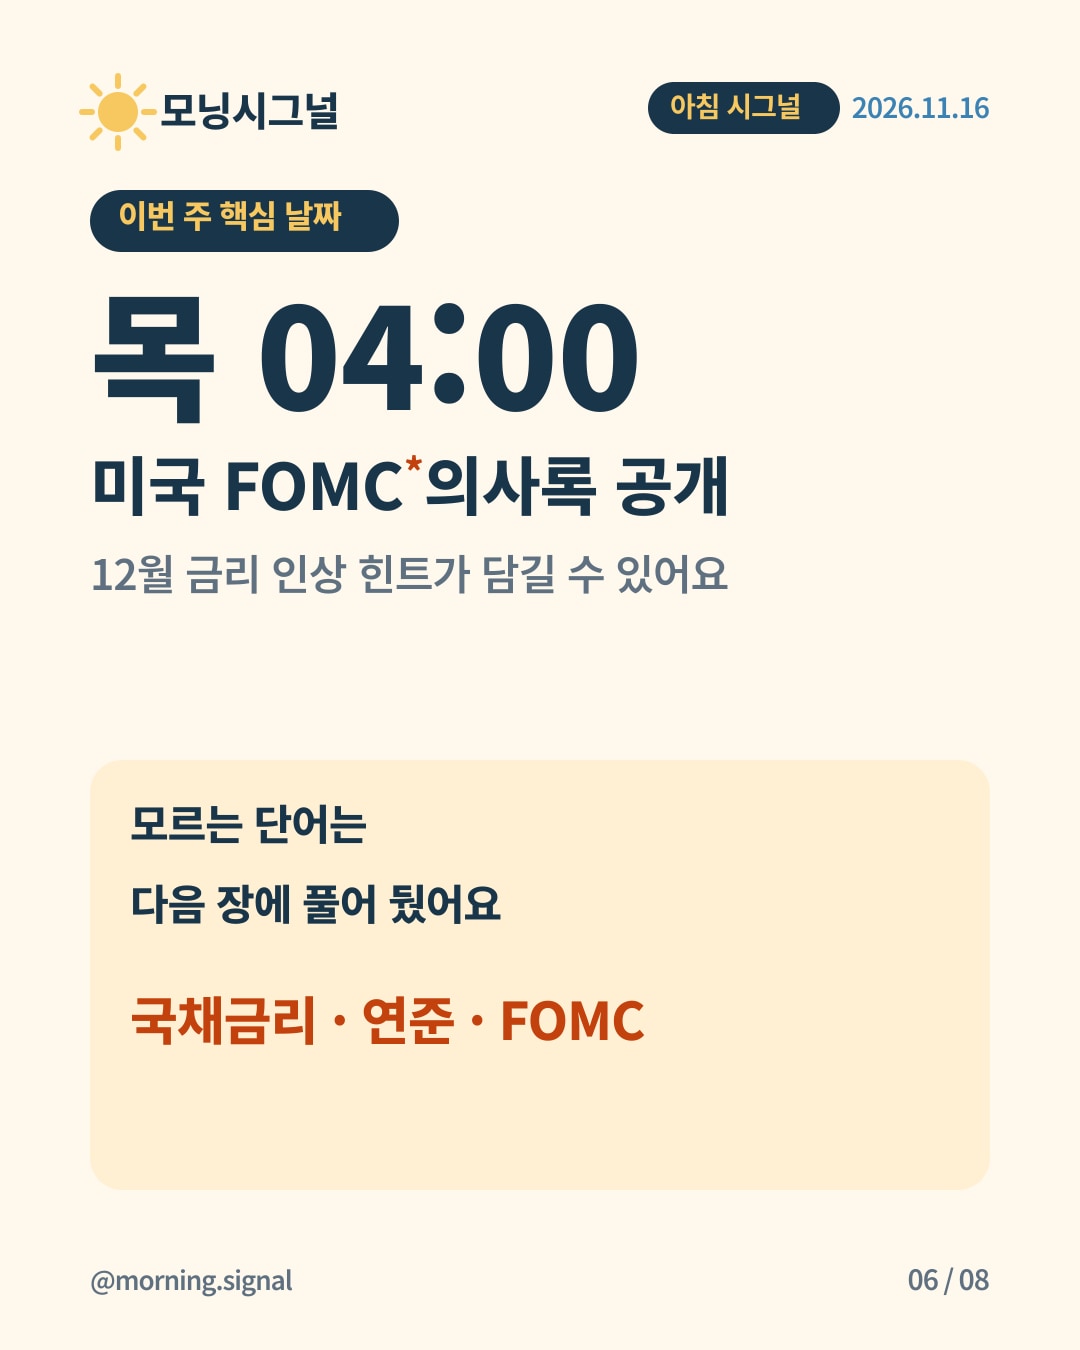 모닝시그널
아침 시그널 2026.11.16
이번 주 핵심 날짜
목 04:00
미국 FOMC*의사록 공개
12월 금리 인상 힌트가 담길 수 있어요
모르는 단어는
다음 장에 풀어 뒀어요
국채금리 · 연준 · FOMC
@morning.signal
06 / 08